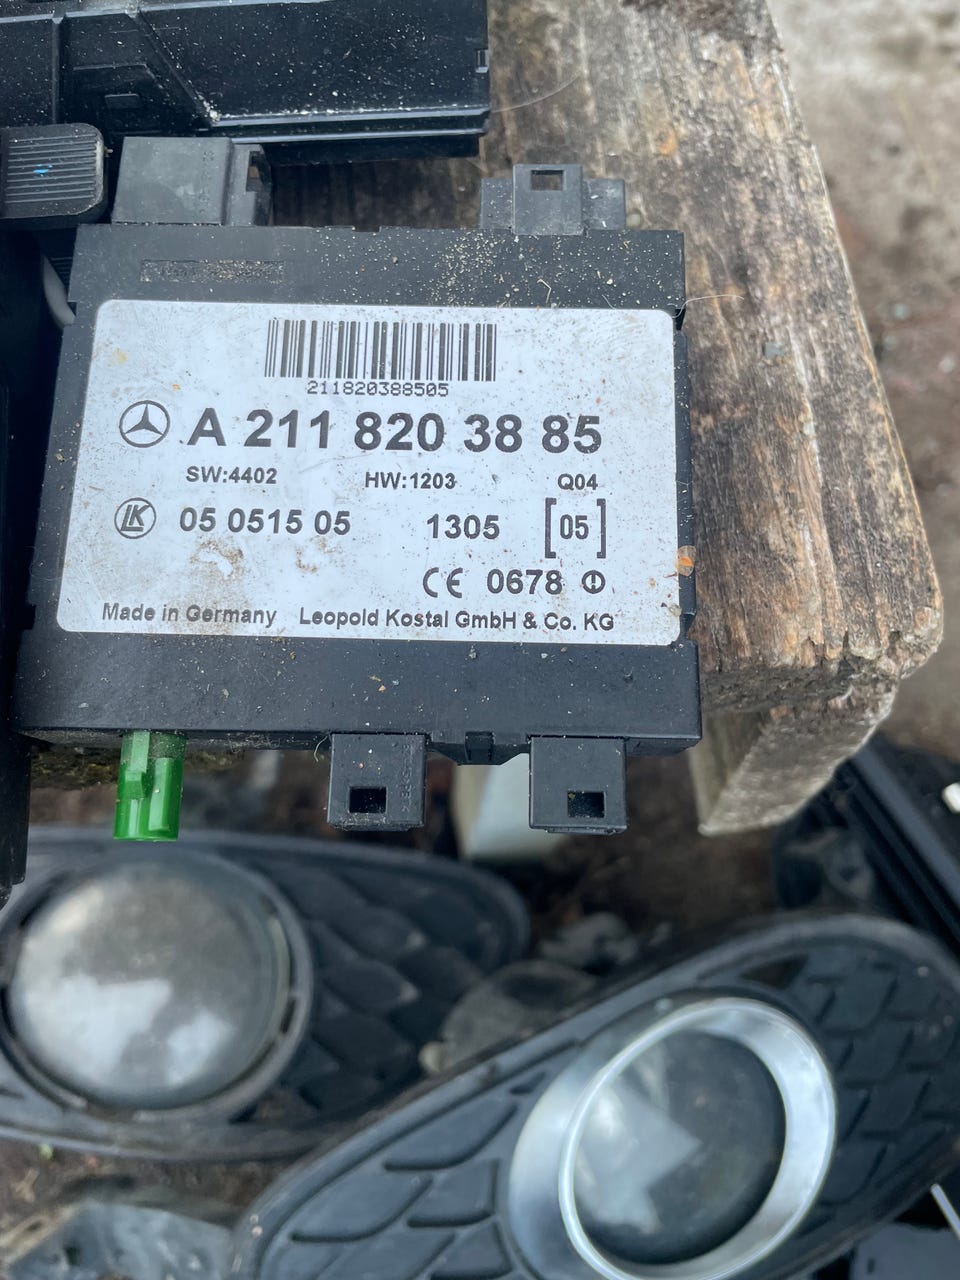 211820388505
A 211 820 38 85
SW:4402 HW:1203 Q04
LK 05 0515 05 1305 [05]
CE 0678
Made in Germany Leopold Kostal GmbH & Co. KG